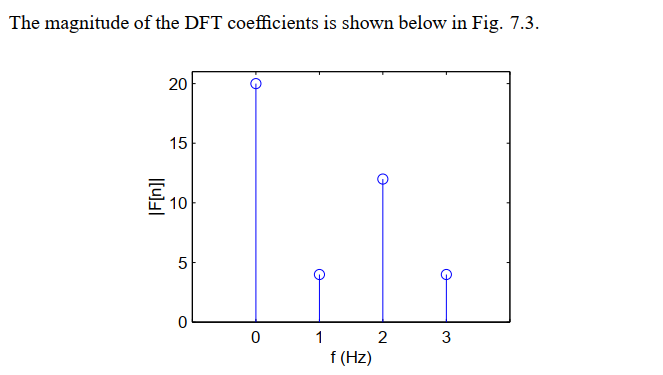 The magnitude of the DFT coefficients is shown below in Fig. 7.3.
20
15
10
5
0
|F[n]|
0 1 2 3
f (Hz)